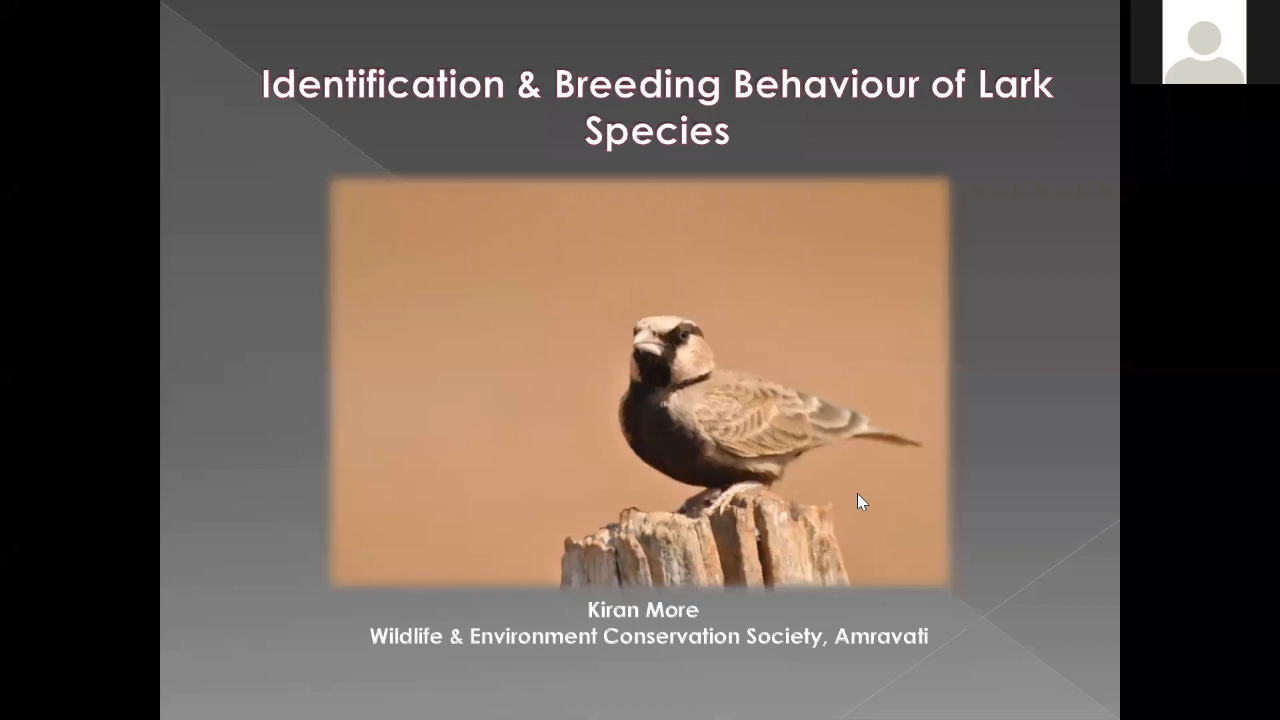 Identification & Breeding Behaviour of Lark
Species
Kiran More
Wildlife & Environment Conservation Society, Amravati